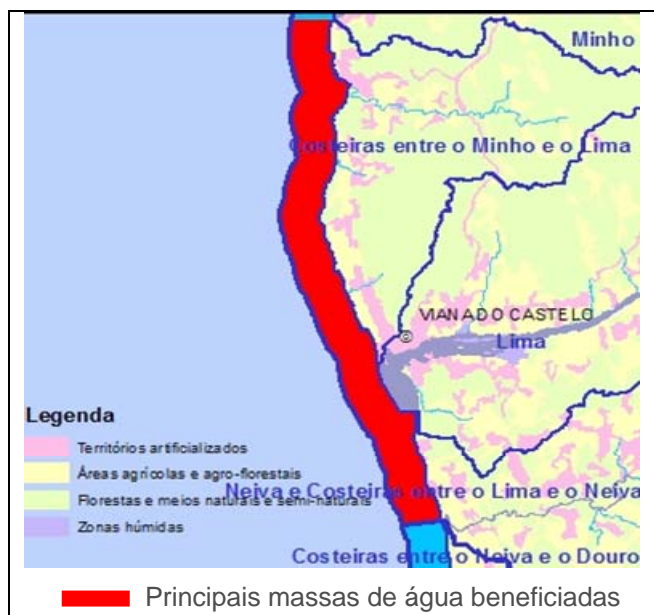 Minho
Costeiras entre o Minho e o Lima
VIANA DO CASTELO
Lima
Legenda
Territórios artificializados
Áreas agrícolas e agro-florestais
Florestas e meios naturais e semi-naturais
Neiva e Costeiras entre o Lima e o Neiva
Zonas húmidas
Costeiras entre o Neiva e o Douro
Principais massas de água beneficiadas